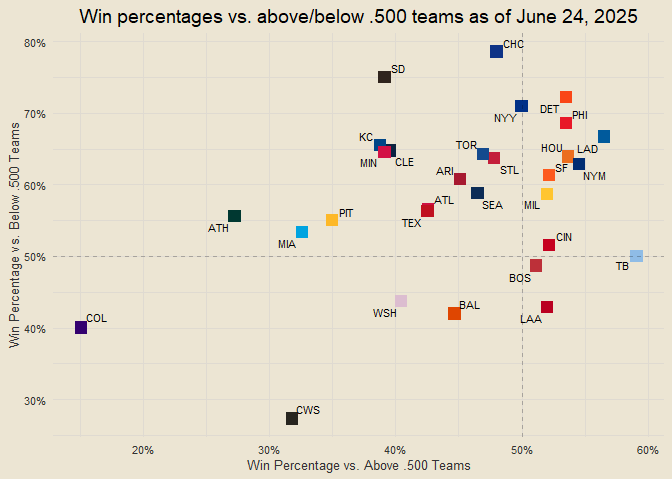 Win percentages vs. above/below .500 teams as of June 24, 2025
80%
CHC
SD
70%
DET
PHI
NYY
KC
TOR
HOU
LAD
MIN
CLE
STL
SF
NYM
60%
ARI
ATL
SEA
MIL
PIT
TEX
ATH
MIA
CIN
50%
TB
BOS
WSH
BAL
LAA
COL
40%
CWS
30%
20%
30%
40%
50%
60%
Win Percentage vs. Above .500 Teams
Win Percentage vs. Below .500 Teams